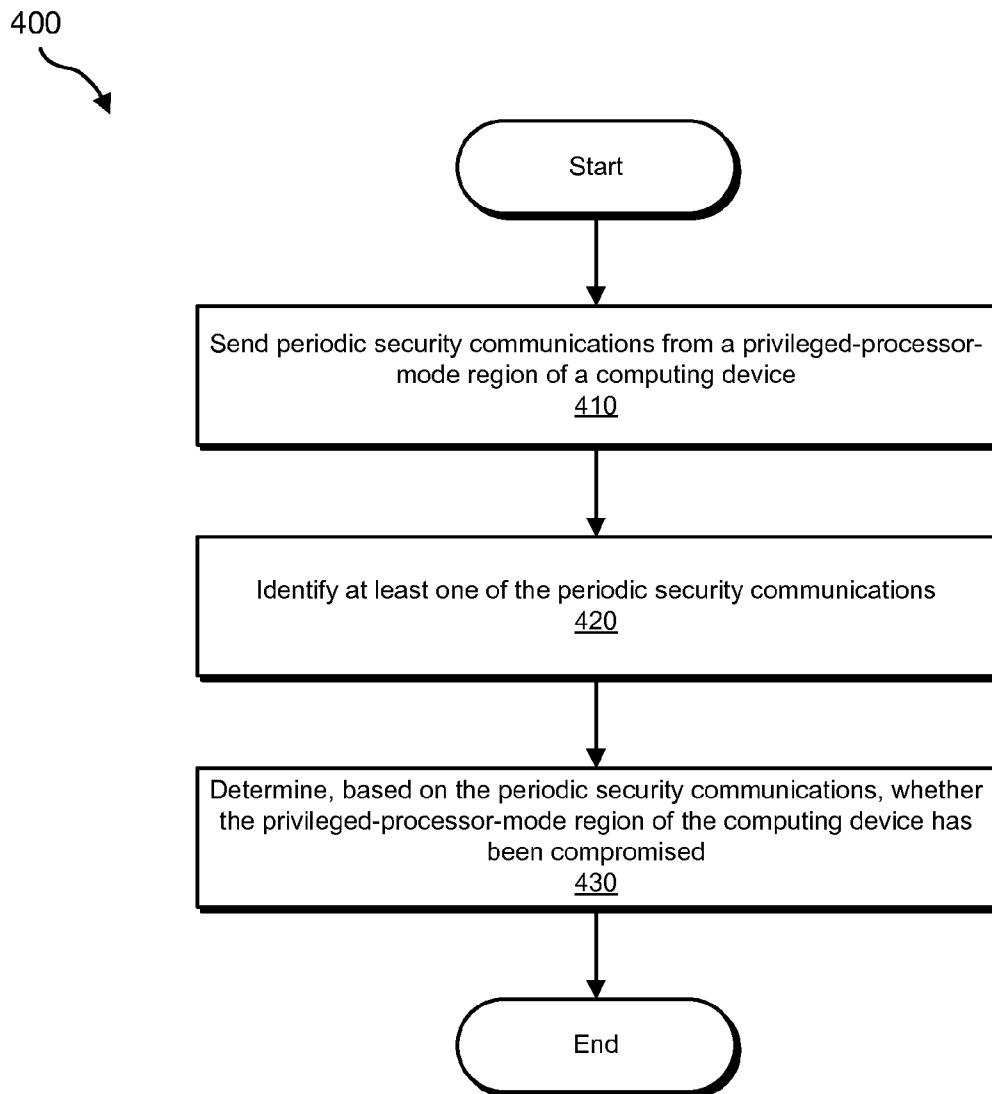 400
Start
Send periodic security communications from a privileged-processor-
mode region of a computing device
410
Identify at least one of the periodic security communications
420
Determine, based on the periodic security communications, whether
the privileged-processor-mode region of the computing device has
been compromised
430
End